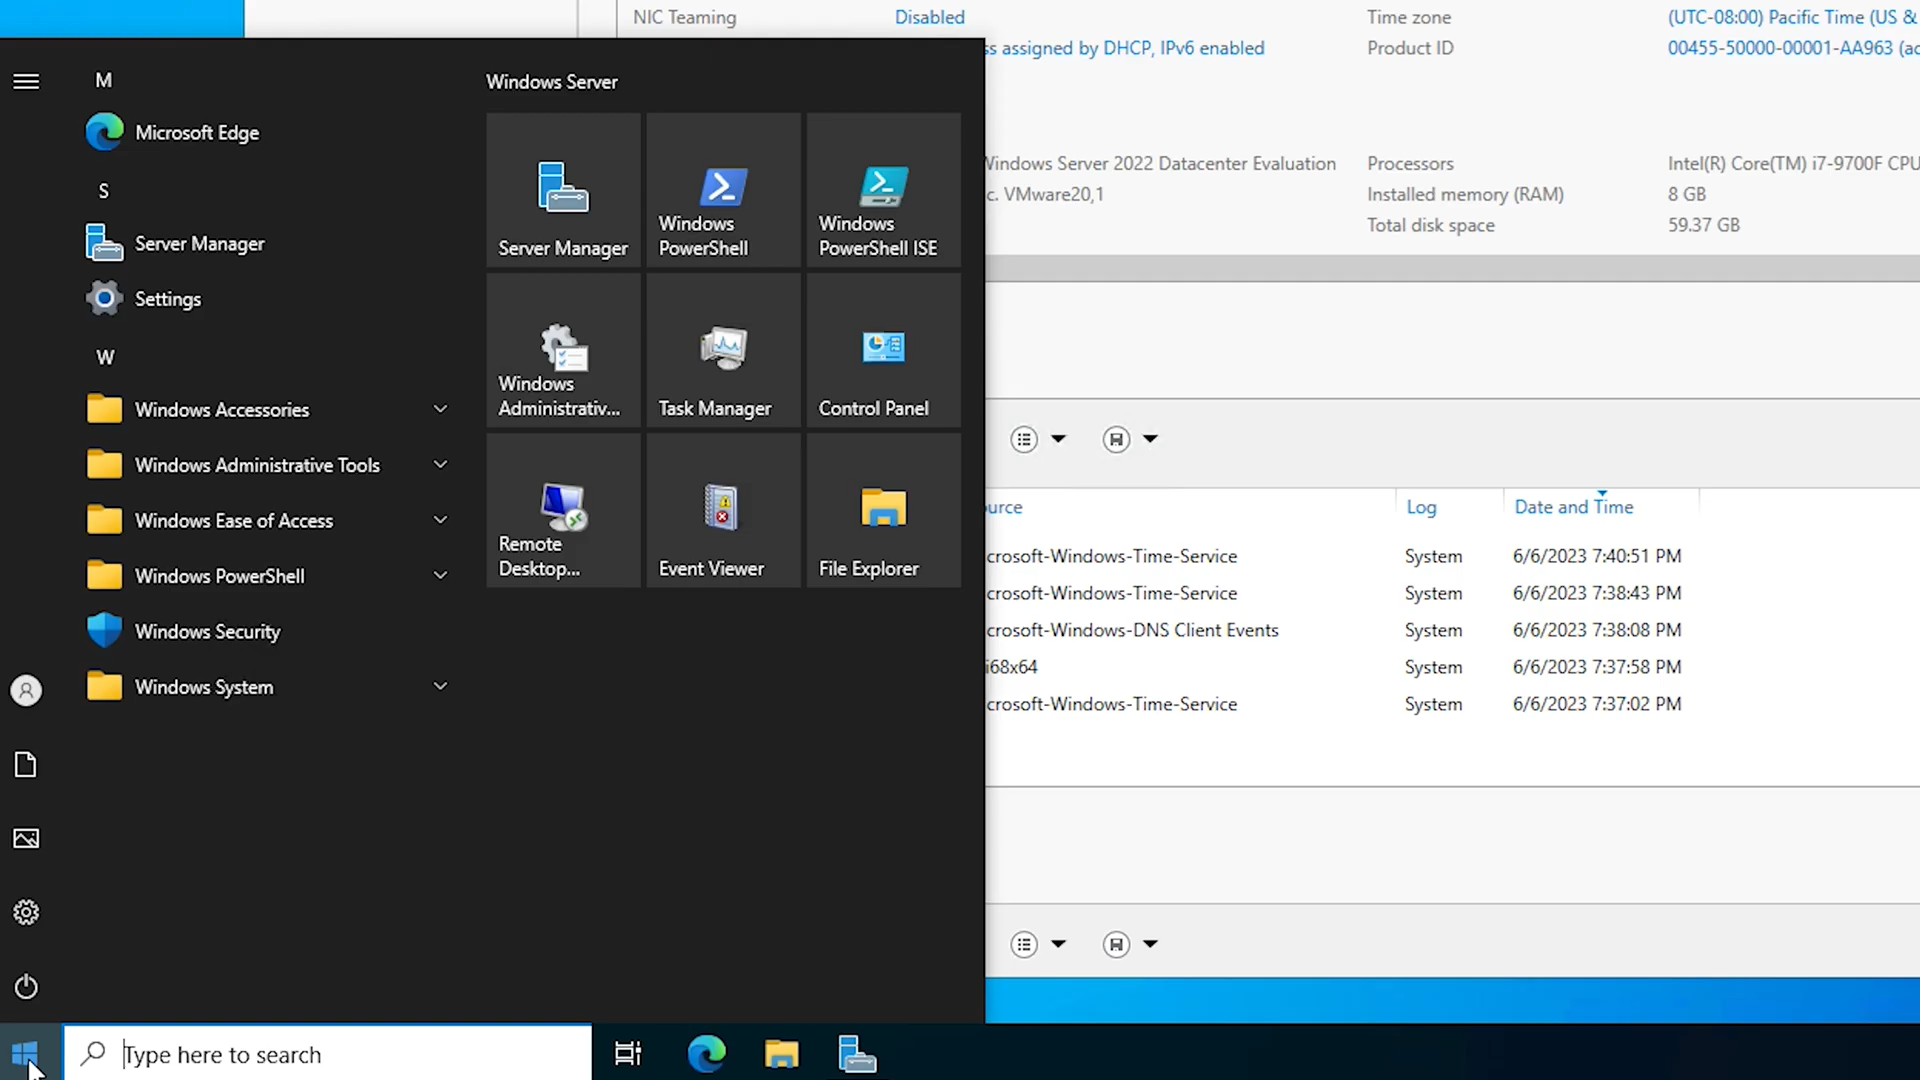 NIC Teaming Disabled Time zone (UTC-08:00) Pacific Time (US &
ss assigned by DHCP, IPv6 enabled Product ID 00455-50000-00001-AA963 (ac
M
Microsoft Edge
S
Server Manager
Settings
W
Windows Accessories
Windows Administrative Tools
Windows Ease of Access
Windows PowerShell
Windows Security
Windows System
Windows Server
Server Manager
Windows
PowerShell
Windows
PowerShell ISE
Windows
Administrativ...
Task Manager
Control Panel
Remote
Desktop...
Event Viewer
File Explorer
Windows Server 2022 Datacenter Evaluation Processors Intel(R) Core(TM) i7-9700F CPU
c. VMware20,1 Installed memory (RAM) 8 GB
Total disk space 59.37 GB
ource Log Date and Time
crosoft-Windows-Time-Service System 6/6/2023 7:40:51 PM
crosoft-Windows-Time-Service System 6/6/2023 7:38:43 PM
crosoft-Windows-DNS Client Events System 6/6/2023 7:38:08 PM
i68x64 System 6/6/2023 7:37:58 PM
crosoft-Windows-Time-Service System 6/6/2023 7:37:02 PM
Type here to search